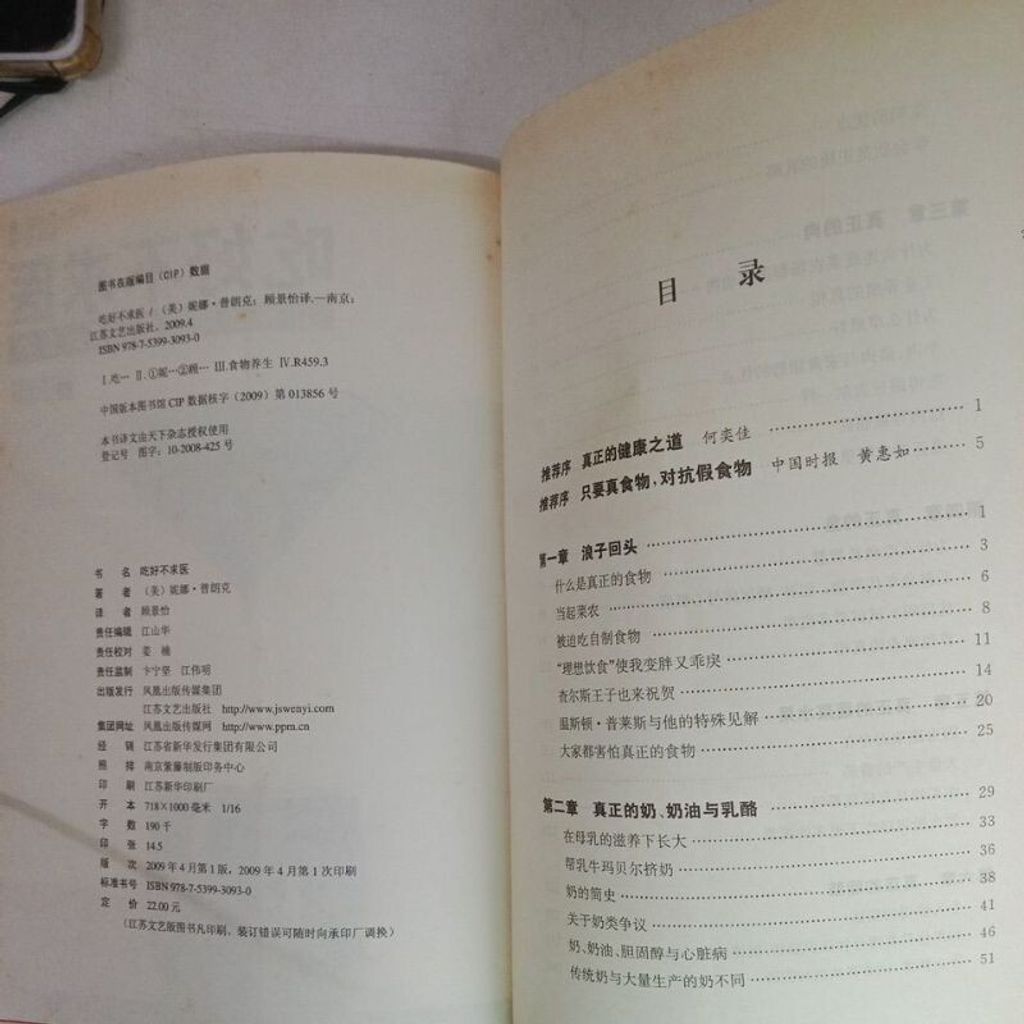 图书在版编目(CIP)数据
吃好不求医/(美)妮娜·普朗克;顾景怡译.—南京:
江苏文艺出版社,2009.4
ISBN 978-7-5399-3093-0
Ⅰ.吃… Ⅱ.①妮…②顾… Ⅲ.食物养生 Ⅳ.R459.3
中国版本图书馆CIP数据核字(2009)第013856号
本书译文由天下杂志授权使用
登记号 图字:10-2008-425号
书 名 吃好不求医
著 者 (美)妮娜·普朗克
译 者 顾景怡
责任编辑 江山华
责任校对 姜楠
责任监制 卞宁坚 江伟明
出版发行 凤凰出版传媒集团
江苏文艺出版社 http://www.jswenyi.com
集团网址 凤凰出版传媒网 http://www.ppm.cn
经 销 江苏省新华发行集团有限公司
照 排 南京紫藤制版印务中心
印 刷 江苏新华印刷厂
开 本 718×1000毫米 1/16
字 数 190千
印 张 14.5
版 次 2009年4月第1版,2009年4月第1次印刷
标准书号 ISBN 978-7-5399-3093-0
定 价 22.00元
(江苏文艺版图书凡印刷、装订错误可随时向承印厂调换)
目 录
推荐序 真正的健康之道 何奕佳 1
推荐序 只要真食物,对抗假食物 中国时报 黄惠如 5
第一章 浪子回头 1
什么是真正的食物 3
当起菜农 6
被迫吃自制食物 8
“理想饮食”使我变胖又乖戾 11
查尔斯王子也来祝贺 14
温斯顿·普莱斯与他的特殊见解 20
大家都害怕真正的食物 25
第二章 真正的奶、奶油与乳酪 29
在母乳的滋养下长大 33
帮乳牛玛贝尔挤奶 36
奶的简史 38
关于奶类争议 41
奶、奶油、胆固醇与心脏病 46
传统奶与大量生产的奶不同 51